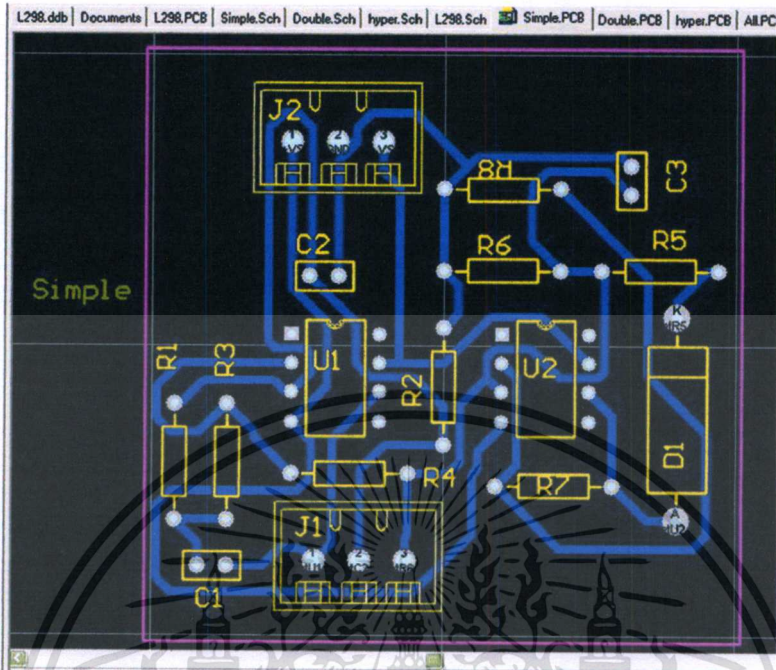 L298.ddb Documents L298.PCB Simple.Sch Double.Sch hyper.Sch L298.Sch Simple.PCB Double.PCB hyper.PCB All.PC
J2
1 2 3
GND
R8
C3
C2
R6
R5
Simple
K
R1
R3
U1
R2
U2
D1
R4
R7
J1
A
1 2 3
C1